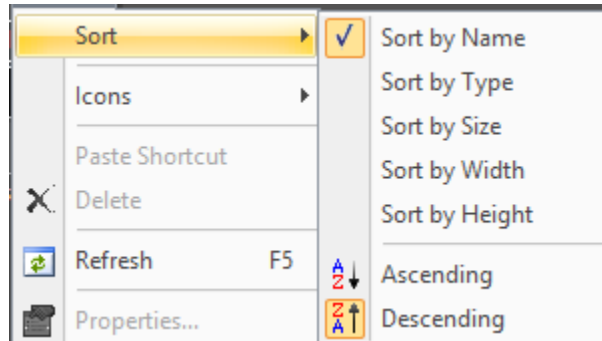 Sort
Icons
Paste Shortcut
Delete
Refresh F5
Properties...
Sort by Name
Sort by Type
Sort by Size
Sort by Width
Sort by Height
A
Z
Ascending
Z
A
Descending